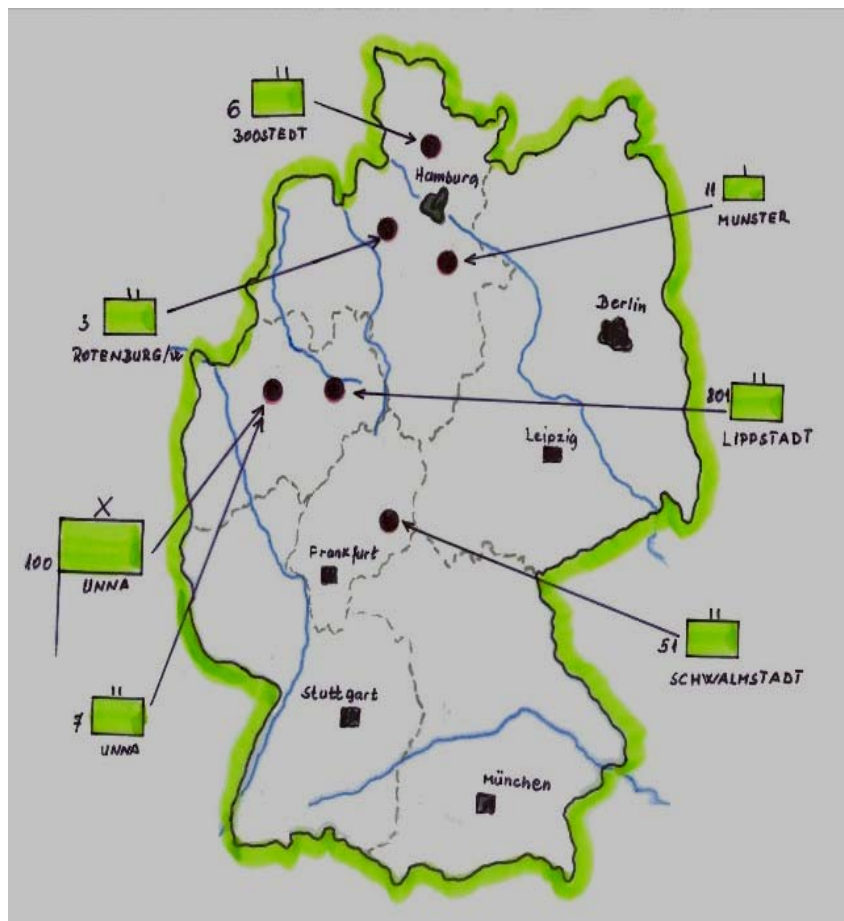 6
BOOSTEDT
Hamburg
11
MUNSTER
3
ROTENBURG/W
Berlin
801
LIPPSTADT
Leipzig
X
100
UNNA
Frankfurt
51
SCHWALMSTADT
7
UNNA
Stuttgart
München